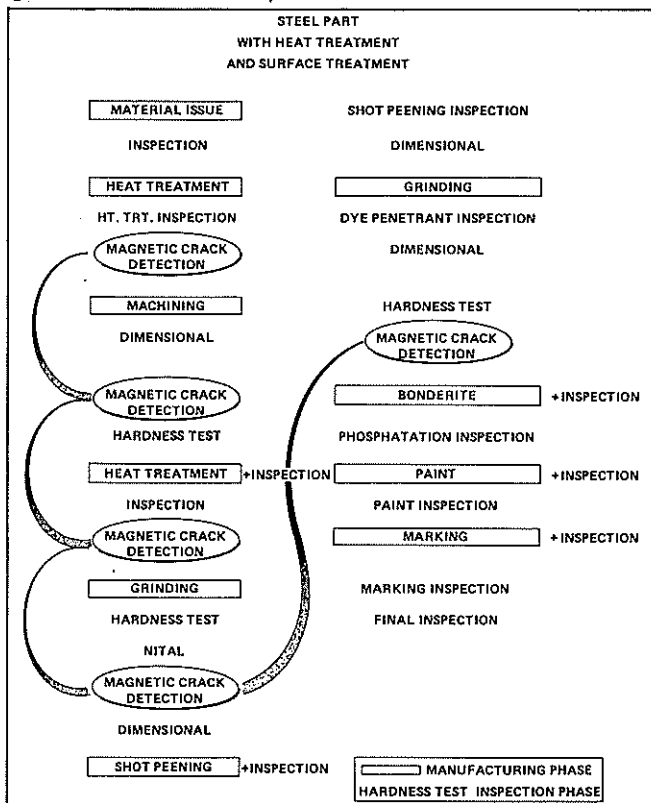 STEEL PART
WITH HEAT TREATMENT
AND SURFACE TREATMENT
MATERIAL ISSUE
INSPECTION
HEAT TREATMENT
HT. TRT. INSPECTION
MAGNETIC CRACK
DETECTION
MACHINING
DIMENSIONAL
MAGNETIC CRACK
DETECTION
HARDNESS TEST
HEAT TREATMENT +INSPECTION
INSPECTION
MAGNETIC CRACK
DETECTION
GRINDING
HARDNESS TEST
NITAL
MAGNETIC CRACK
DETECTION
DIMENSIONAL
SHOT PEENING +INSPECTION
SHOT PEENING INSPECTION
DIMENSIONAL
GRINDING
DYE PENETRANT INSPECTION
DIMENSIONAL
HARDNESS TEST
MAGNETIC CRACK
DETECTION
BONDERITE +INSPECTION
PHOSPHATATION INSPECTION
PAINT +INSPECTION
PAINT INSPECTION
MARKING +INSPECTION
MARKING INSPECTION
FINAL INSPECTION
MANUFACTURING PHASE
HARDNESS TEST INSPECTION PHASE